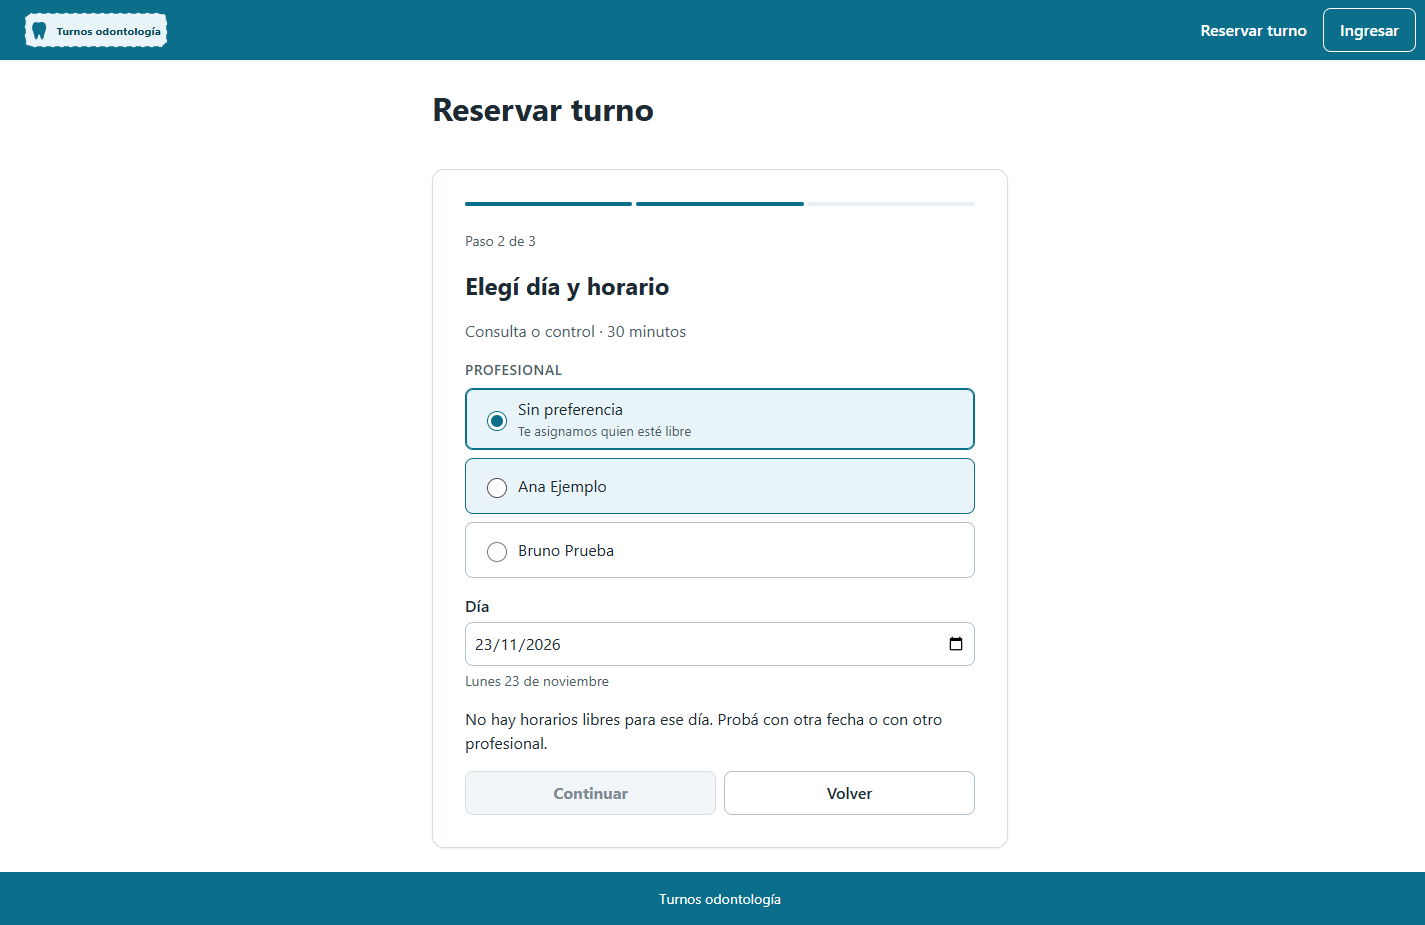 Turnos odontología
Reservar turno
Ingresar
Reservar turno
Paso 2 de 3
Elegí día y horario
Consulta o control · 30 minutos
PROFESIONAL
Sin preferencia
Te asignamos quien esté libre
Ana Ejemplo
Bruno Prueba
Día
23/11/2026
Lunes 23 de noviembre
No hay horarios libres para ese día. Probá con otra fecha o con otro
profesional.
Continuar
Volver
Turnos odontología